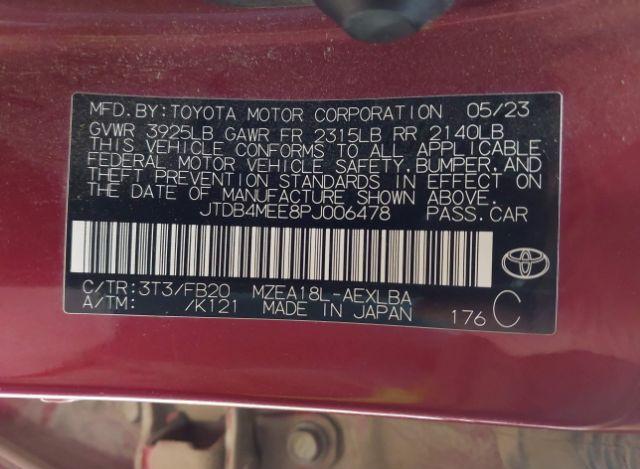 MFD. BY: TOYOTA MOTOR CORPORATION 05/23
GVWR 3925LB GAWR FR 2315LB RR 2140LB
THIS VEHICLE CONFORMS TO ALL APPLICABLE
FEDERAL MOTOR VEHICLE SAFETY, BUMPER, AND
THEFT PREVENTION STANDARDS IN EFFECT ON
THE DATE OF MANUFACTURE SHOWN ABOVE.
JTDB4MEE8PJ006478 PASS. CAR
C/TR: 3T3/FB20 MZEA18L-AEXLBA
A/TM: /K121 MADE IN JAPAN 176 C